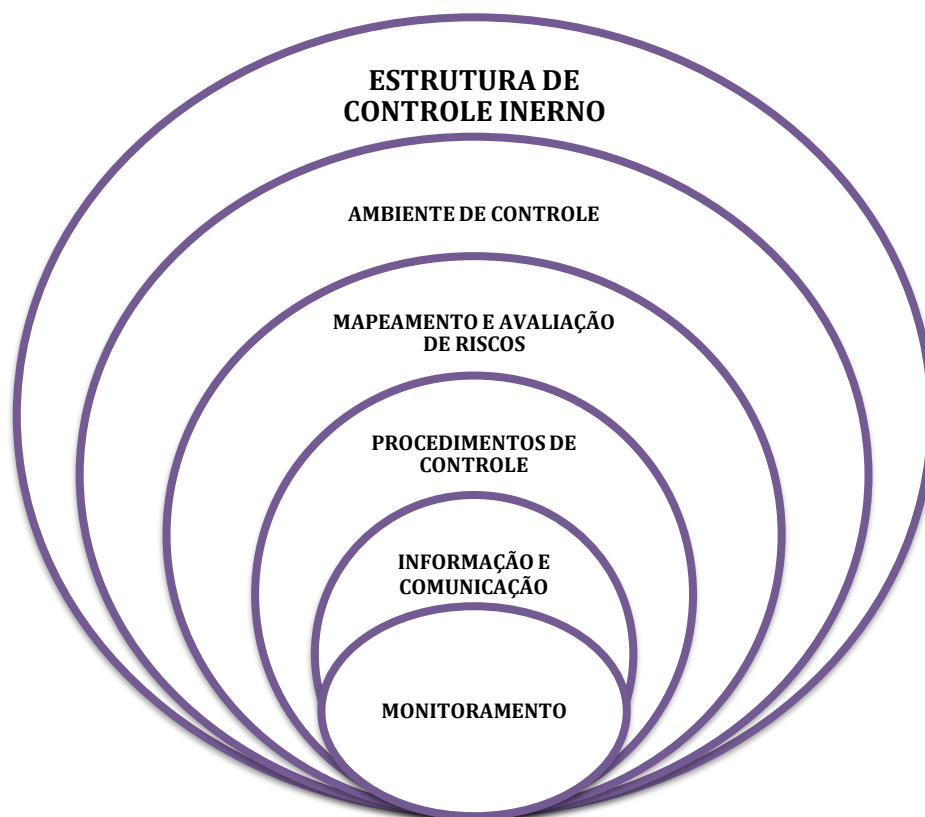 ESTRUTURA DE
CONTROLE INERNO
AMBIENTE DE CONTROLE
MAPEAMENTO E AVALIAÇÃO
DE RISCOS
PROCEDIMENTOS DE
CONTROLE
INFORMAÇÃO E
COMUNICAÇÃO
MONITORAMENTO